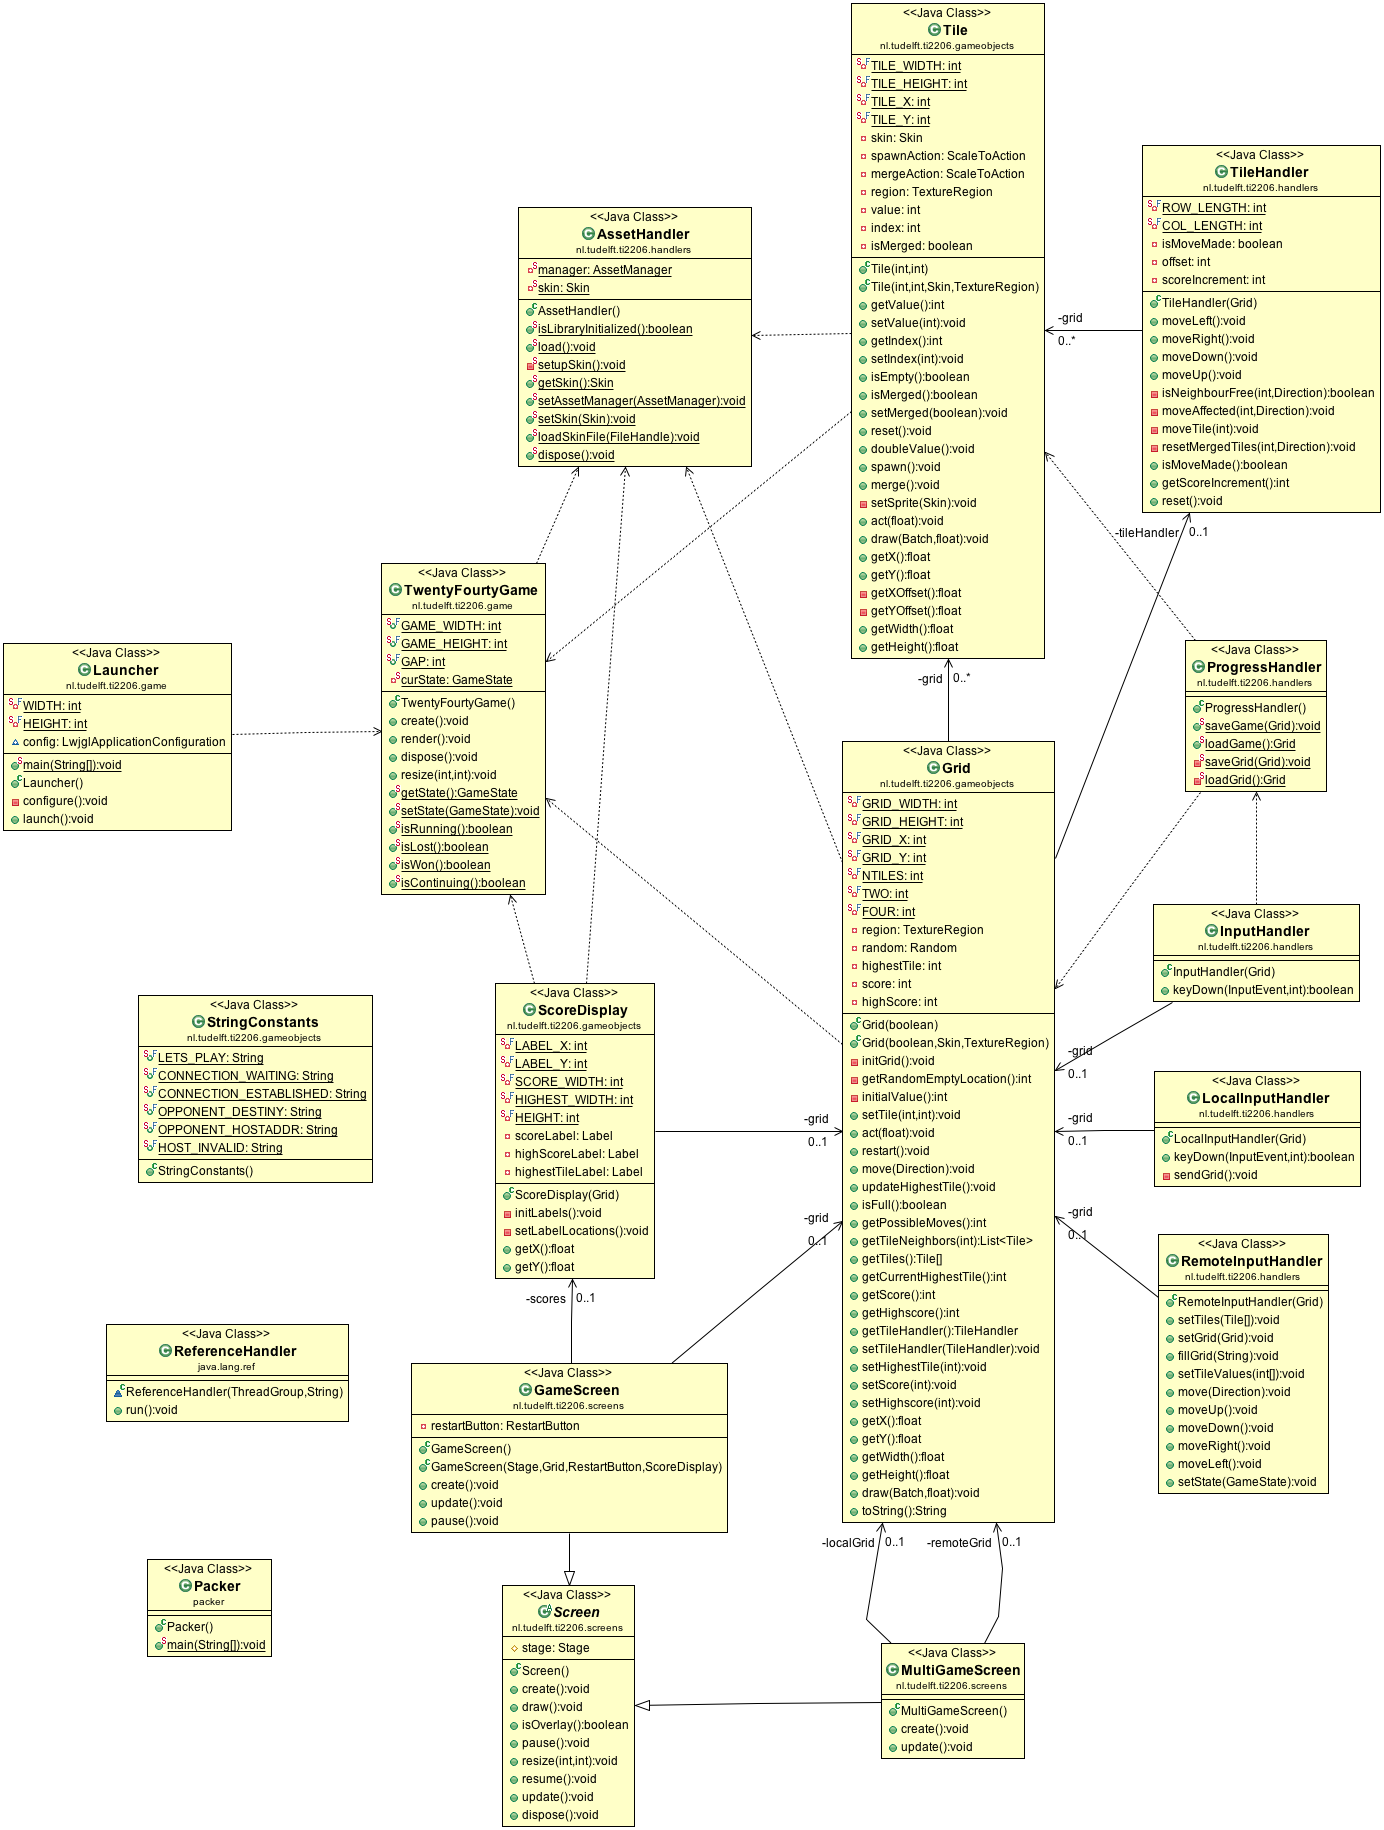 <<Java Class>>
Tile
nl.tudelft.ti2206.gameobjects
TILE_WIDTH: int
TILE_HEIGHT: int
TILE_X: int
TILE_Y: int
skin: Skin
spawnAction: ScaleToAction
mergeAction: ScaleToAction
region: TextureRegion
value: int
index: int
isMerged: boolean
Tile(int,int)
Tile(int,int,Skin,TextureRegion)
getValue():int
setValue(int):void
getIndex():int
setIndex(int):void
isEmpty():boolean
isMerged():boolean
setMerged(boolean):void
reset():void
doubleValue():void
spawn():void
merge():void
setSprite(Skin):void
act(float):void
draw(Batch,float):void
getX():float
getY():float
getXOffset():float
getYOffset():float
getWidth():float
getHeight():float
<<Java Class>>
TileHandler
nl.tudelft.ti2206.handlers
ROW_LENGTH: int
COL_LENGTH: int
isMoveMade: boolean
offset: int
scoreIncrement: int
TileHandler(Grid)
moveLeft():void
moveRight():void
moveDown():void
moveUp():void
isNeighbourFree(int,Direction):boolean
moveAffected(int,Direction):void
moveTile(int):void
resetMergedTiles(int,Direction):void
isMoveMade():boolean
getScoreIncrement():int
reset():void
-grid
0..*
<<Java Class>>
AssetHandler
nl.tudelft.ti2206.handlers
manager: AssetManager
skin: Skin
AssetHandler()
isLibraryInitialized():boolean
load():void
setupSkin():void
getSkin():Skin
setAssetManager(AssetManager):void
setSkin(Skin):void
loadSkinFile(FileHandle):void
dispose():void
-tileHandler
0..1
<<Java Class>>
TwentyFourtyGame
nl.tudelft.ti2206.game
GAME_WIDTH: int
GAME_HEIGHT: int
GAP: int
curState: GameState
TwentyFourtyGame()
create():void
render():void
dispose():void
resize(int,int):void
getState():GameState
setState(GameState):void
isRunning():boolean
isLost():boolean
isWon():boolean
isContinuing():boolean
<<Java Class>>
Launcher
nl.tudelft.ti2206.game
WIDTH: int
HEIGHT: int
config: LwjglApplicationConfiguration
main(String[]):void
Launcher()
configure():void
launch():void
<<Java Class>>
ProgressHandler
nl.tudelft.ti2206.handlers
ProgressHandler()
saveGame(Grid):void
loadGame():Grid
saveGrid(Grid):void
loadGrid():Grid
-grid
0..*
<<Java Class>>
Grid
nl.tudelft.ti2206.gameobjects
GRID_WIDTH: int
GRID_HEIGHT: int
GRID_X: int
GRID_Y: int
NTILES: int
TWO: int
FOUR: int
region: TextureRegion
random: Random
highestTile: int
score: int
highScore: int
Grid(boolean)
Grid(boolean,Skin,TextureRegion)
initGrid():void
getRandomEmptyLocation():int
initialValue():int
setTile(int,int):void
act(float):void
restart():void
move(Direction):void
updateHighestTile():void
isFull():boolean
getPossibleMoves():int
getTileNeighbors(int):List<Tile>
getTiles():Tile[]
getCurrentHighestTile():int
getScore():int
getHighscore():int
getTileHandler():TileHandler
setTileHandler(TileHandler):void
setHighestTile(int):void
setScore(int):void
setHighscore(int):void
getX():float
getY():float
getWidth():float
getHeight():float
draw(Batch,float):void
toString():String
<<Java Class>>
InputHandler
nl.tudelft.ti2206.handlers
InputHandler(Grid)
keyDown(InputEvent,int):boolean
-grid
0..1
<<Java Class>>
LocalInputHandler
nl.tudelft.ti2206.handlers
LocalInputHandler(Grid)
keyDown(InputEvent,int):boolean
sendGrid():void
-grid
0..1
<<Java Class>>
RemoteInputHandler
nl.tudelft.ti2206.handlers
RemoteInputHandler(Grid)
setTiles(Tile[]):void
setGrid(Grid):void
fillGrid(String):void
setTileValues(int[]):void
move(Direction):void
moveUp():void
moveDown():void
moveRight():void
moveLeft():void
setState(GameState):void
-grid
0..1
<<Java Class>>
StringConstants
nl.tudelft.ti2206.gameobjects
LETS_PLAY: String
CONNECTION_WAITING: String
CONNECTION_ESTABLISHED: String
OPPONENT_DESTINY: String
OPPONENT_HOSTADDR: String
HOST_INVALID: String
StringConstants()
<<Java Class>>
ScoreDisplay
nl.tudelft.ti2206.gameobjects
LABEL_X: int
LABEL_Y: int
SCORE_WIDTH: int
HIGHEST_WIDTH: int
HEIGHT: int
scoreLabel: Label
highScoreLabel: Label
highestTileLabel: Label
ScoreDisplay(Grid)
initLabels():void
setLabelLocations():void
getX():float
getY():float
-grid
0..1
-grid
0..1
-scores
0..1
<<Java Class>>
ReferenceHandler
java.lang.ref
ReferenceHandler(ThreadGroup,String)
run():void
<<Java Class>>
GameScreen
nl.tudelft.ti2206.screens
restartButton: RestartButton
GameScreen()
GameScreen(Stage,Grid,RestartButton,ScoreDisplay)
create():void
update():void
pause():void
-localGrid
0..1
-remoteGrid
0..1
<<Java Class>>
Packer
packer
Packer()
main(String[]):void
<<Java Class>>
Screen
nl.tudelft.ti2206.screens
stage: Stage
Screen()
create():void
draw():void
isOverlay():boolean
pause():void
resize(int,int):void
resume():void
update():void
dispose():void
<<Java Class>>
MultiGameScreen
nl.tudelft.ti2206.screens
MultiGameScreen()
create():void
update():void